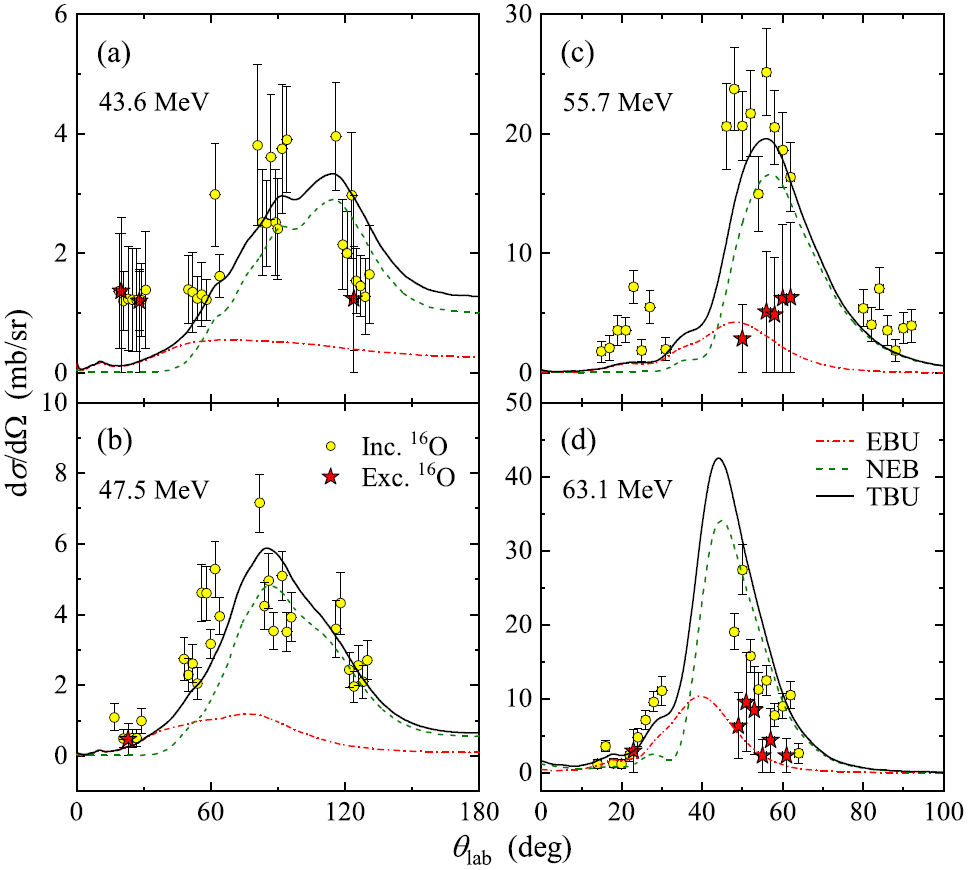 (a)
43.6 MeV
6
4
2
0
(c)
55.7 MeV
30
20
10
0
(b)
47.5 MeV
Inc. ¹⁶O
Exc. ¹⁶O
10
8
6
4
2
0
0 60 120 180
(d)
63.1 MeV
EBU
NEB
TBU
50
40
30
20
10
0
0 20 40 60 80 100
dσ/dΩ (mb/sr)
θlab (deg)